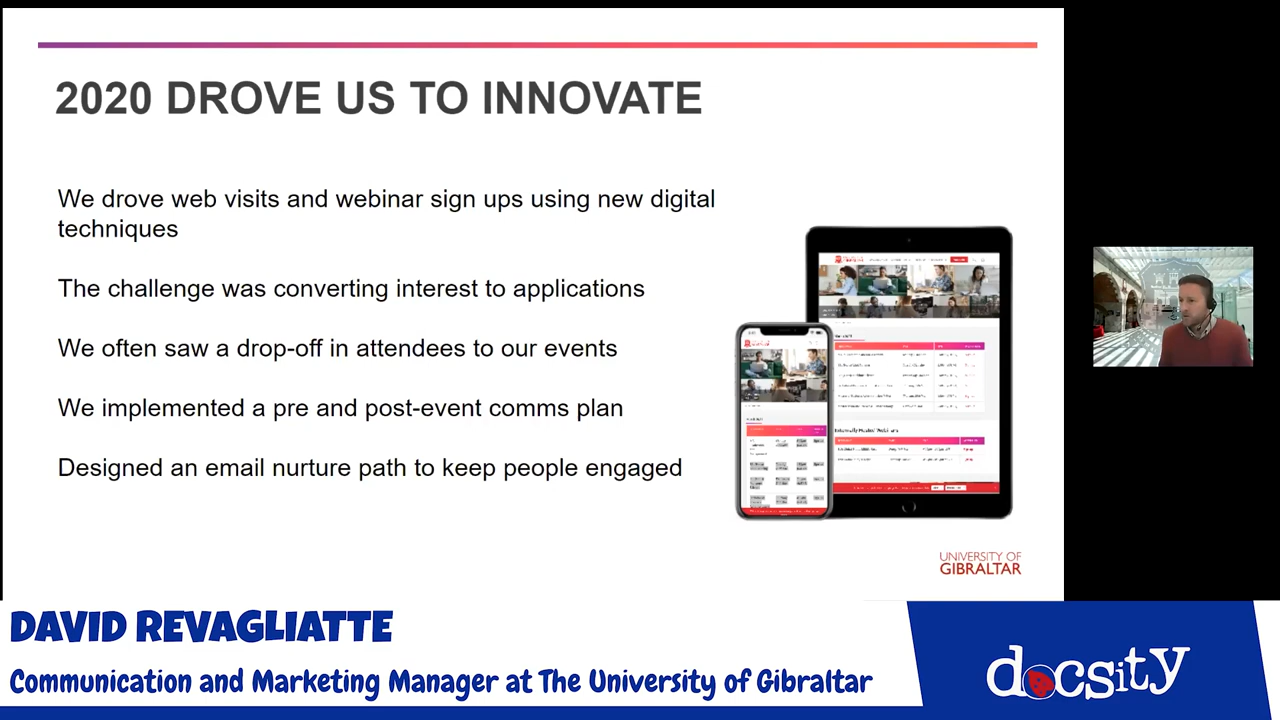 2020 DROVE US TO INNOVATE
We drove web visits and webinar sign ups using new digital
techniques
The challenge was converting interest to applications
We often saw a drop-off in attendees to our events
We implemented a pre and post-event comms plan
Designed an email nurture path to keep people engaged
Externally Hosted Webinars
UNIVERSITY OF
GIBRALTAR
DAVID REVAGLIATTE
Communication and Marketing Manager at The University of Gibraltar
docsity